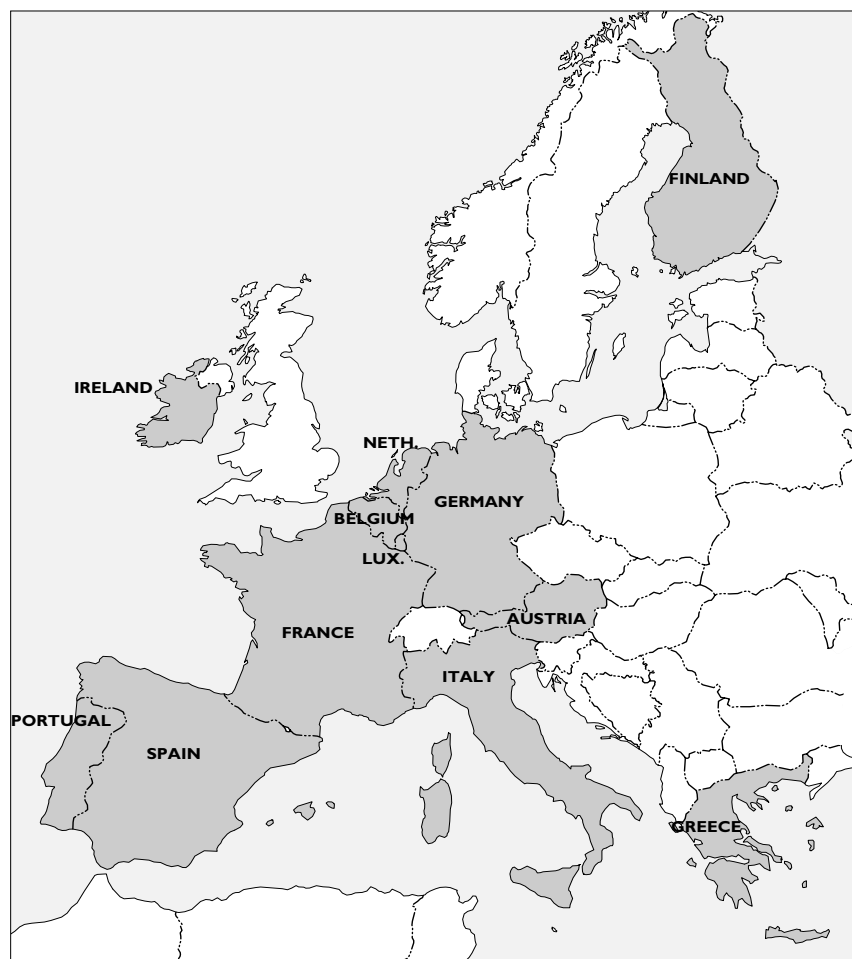 FINLAND
IRELAND
NETH.
GERMANY
BELGIUM
LUX.
AUSTRIA
FRANCE
ITALY
PORTUGAL
SPAIN
GREECE